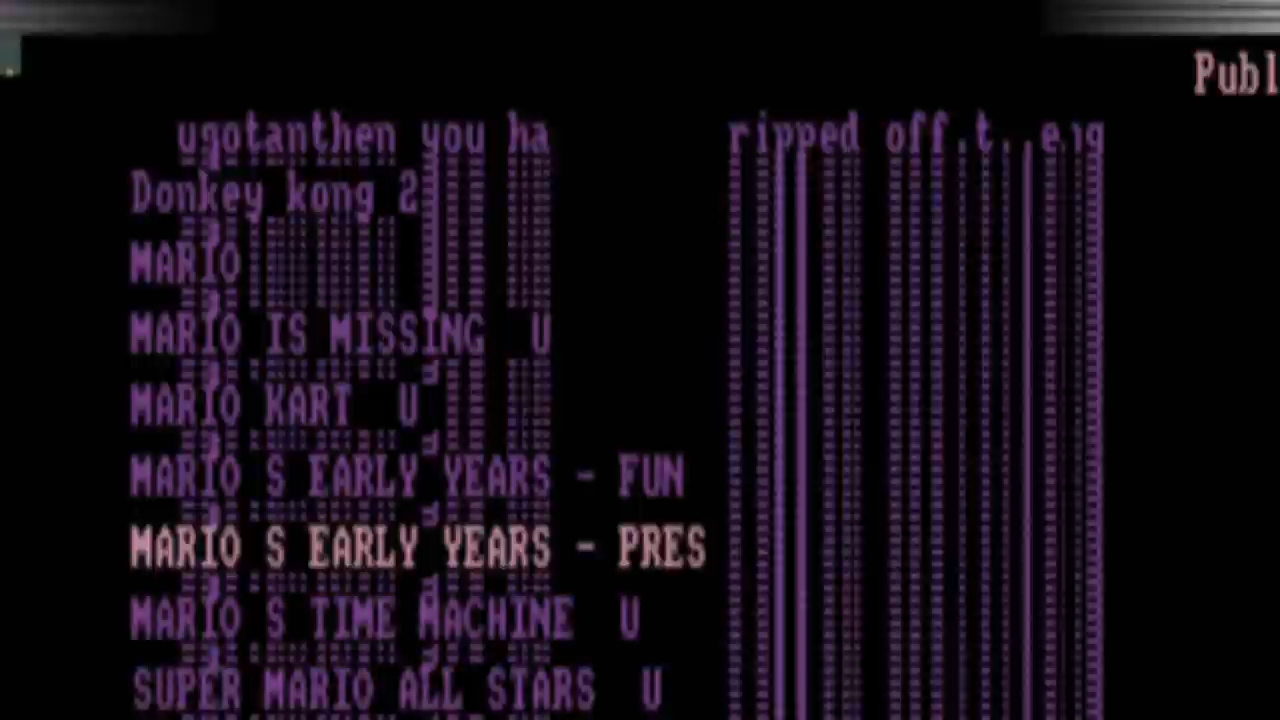 Publ
ugotanthen you ha ripped off.t..e
Donkey kong 2
MARIO
MARIO IS MISSING U
MARIO KART U
MARIO S EARLY YEARS - FUN
MARIO S EARLY YEARS - PRES
MARIO S TIME MACHINE U
SUPER MARIO ALL STARS U